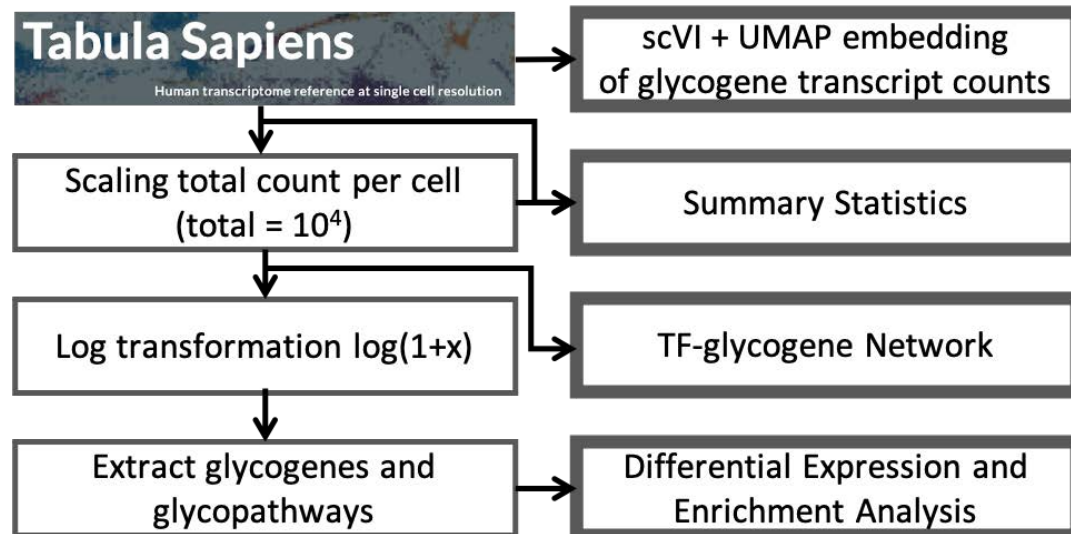 Tabula Sapiens
Human transcriptome reference at single cell resolution
scVI + UMAP embedding
of glycogene transcript counts
Scaling total count per cell
(total = 10⁴)
Summary Statistics
Log transformation log(1+x)
TF-glycogene Network
Extract glycogenes and
glycopathways
Differential Expression and
Enrichment Analysis